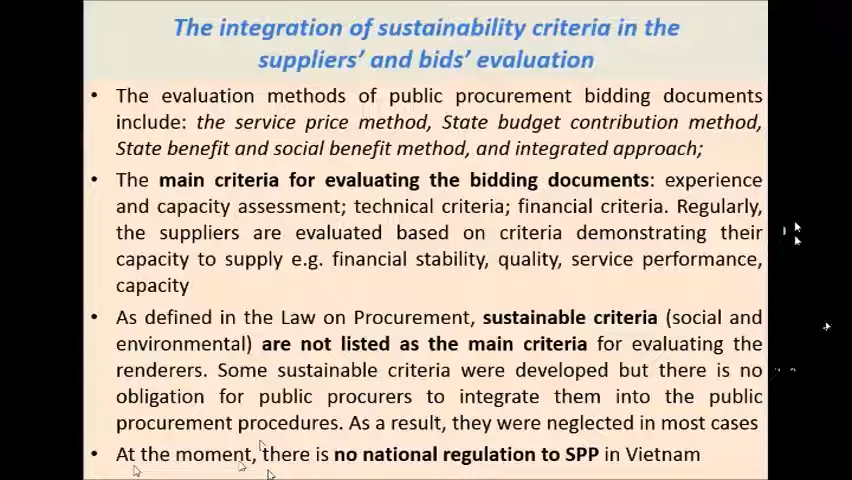 The integration of sustainability criteria in the
suppliers’ and bids’ evaluation
• The evaluation methods of public procurement bidding documents
include: the service price method, State budget contribution method,
State benefit and social benefit method, and integrated approach;
• The main criteria for evaluating the bidding documents: experience
and capacity assessment; technical criteria; financial criteria. Regularly,
the suppliers are evaluated based on criteria demonstrating their
capacity to supply e.g. financial stability, quality, service performance,
capacity
• As defined in the Law on Procurement, sustainable criteria (social and
environmental) are not listed as the main criteria for evaluating the
renderers. Some sustainable criteria were developed but there is no
obligation for public procurers to integrate them into the public
procurement procedures. As a result, they were neglected in most cases
• At the moment, there is no national regulation to SPP in Vietnam